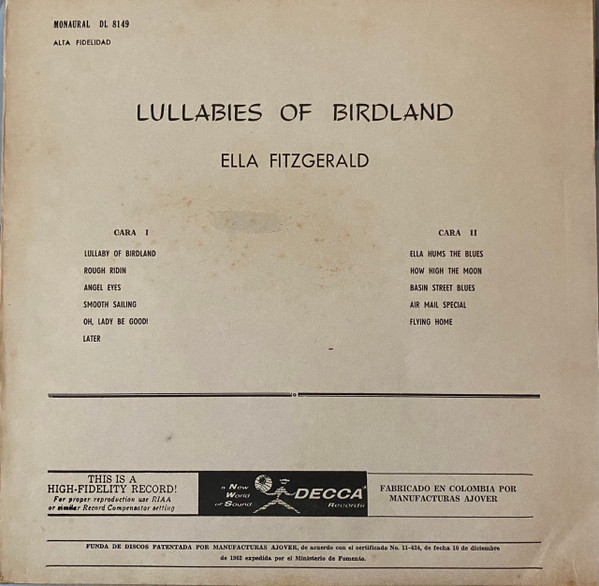 MONAURAL DL 8149
ALTA FIDELIDAD
LULLABIES OF BIRDLAND
ELLA FITZGERALD
CARA I
LULLABY OF BIRDLAND
ROUGH RIDIN
ANGEL EYES
SMOOTH SAILING
OH, LADY BE GOOD!
LATER
CARA II
ELLA HUMS THE BLUES
HOW HIGH THE MOON
BASIN STREET BLUES
AIR MAIL SPECIAL
FLYING HOME
THIS IS A
HIGH-FIDELITY RECORD!
For proper reproduction use RIAA
or similar Record Compensator setting
a New
World
of Sound
DECCA
Records
FABRICADO EN COLOMBIA POR
MANUFACTURAS AJOVER
FUNDA DE DISCOS PATENTADA POR MANUFACTURAS AJOVER, de acuerdo con el certificado No. 11-424, de fecha 10 de diciembre
de 1962 expedida por el Ministerio de Fomento.